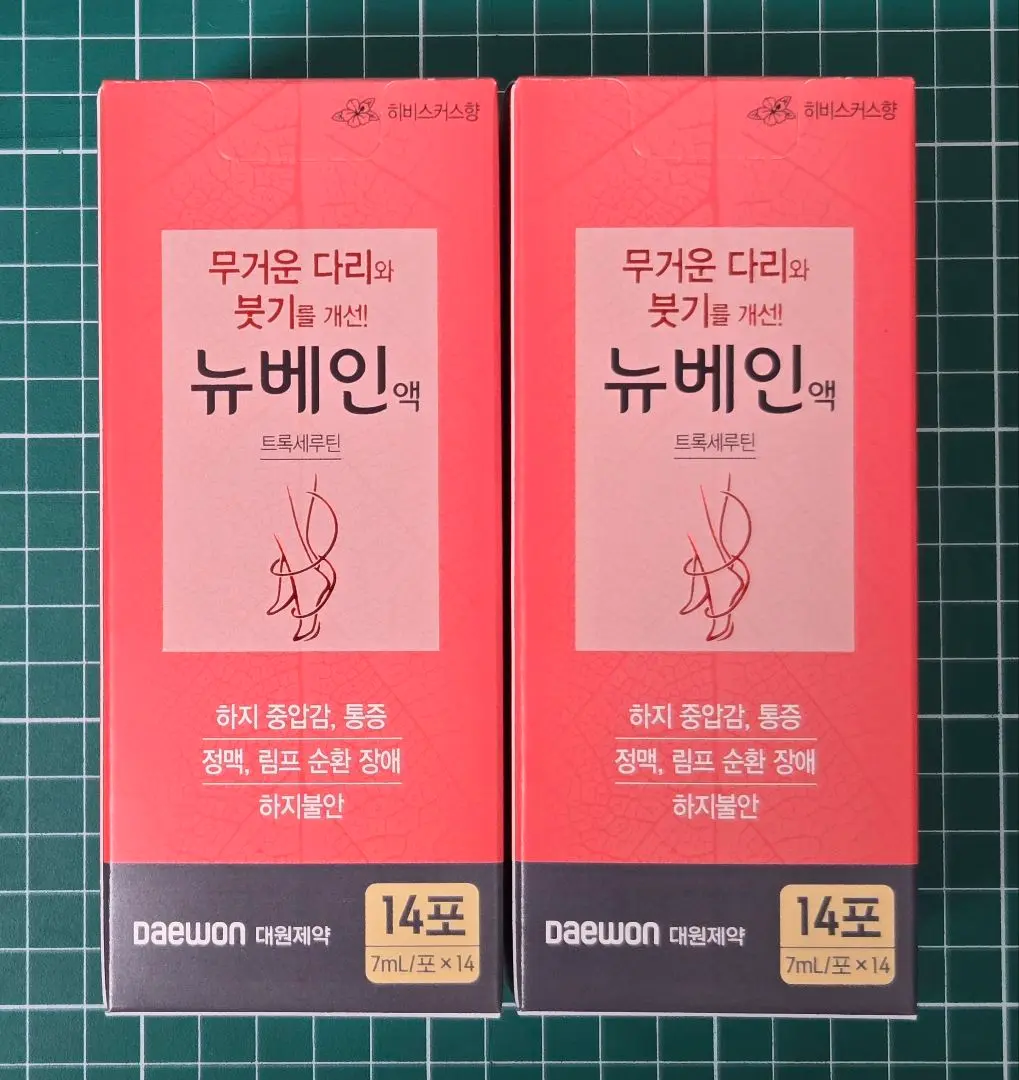 히비스커스향
무거운 다리와
붓기를 개선!
뉴베인액
트록세루틴
하지 중압감, 통증
정맥, 림프 순환 장애
하지불안
DAEWON 대원제약
14포
7mL/포×14
히비스커스향
무거운 다리와
붓기를 개선!
뉴베인액
트록세루틴
하지 중압감, 통증
정맥, 림프 순환 장애
하지불안
DAEWON 대원제약
14포
7mL/포×14